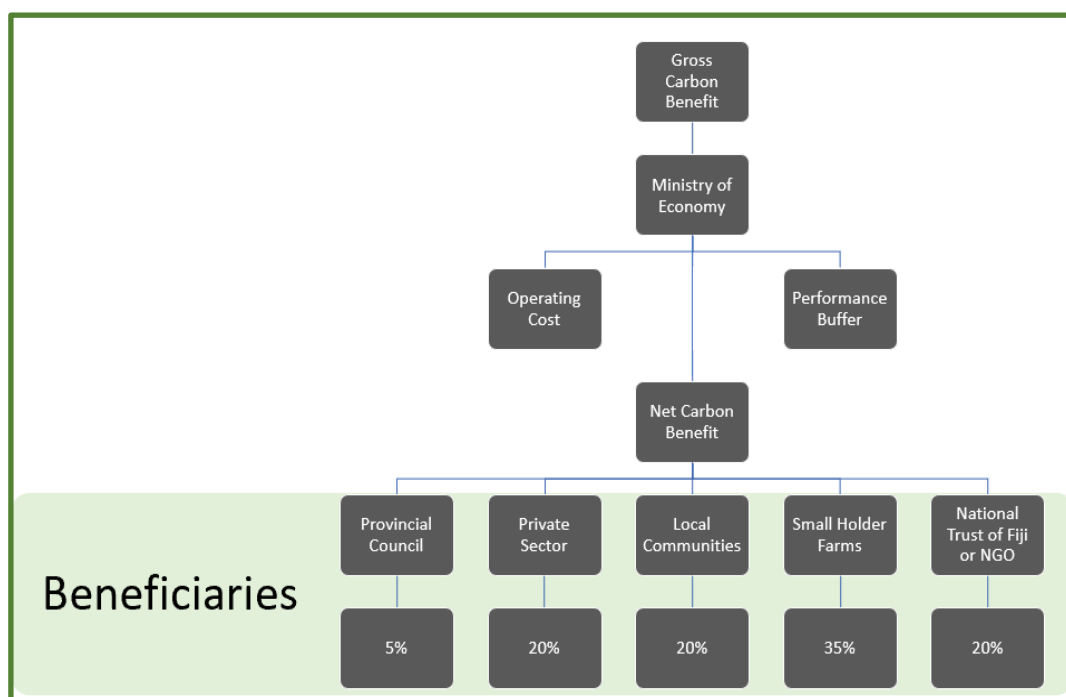 Gross
Carbon
Benefit
Ministry of
Economy
Operating
Cost
Performance
Buffer
Net Carbon
Benefit
Beneficiaries
Provincial
Council
Private
Sector
Local
Communities
Small Holder
Farms
National
Trust of Fiji
or NGO
5%
20%
20%
35%
20%